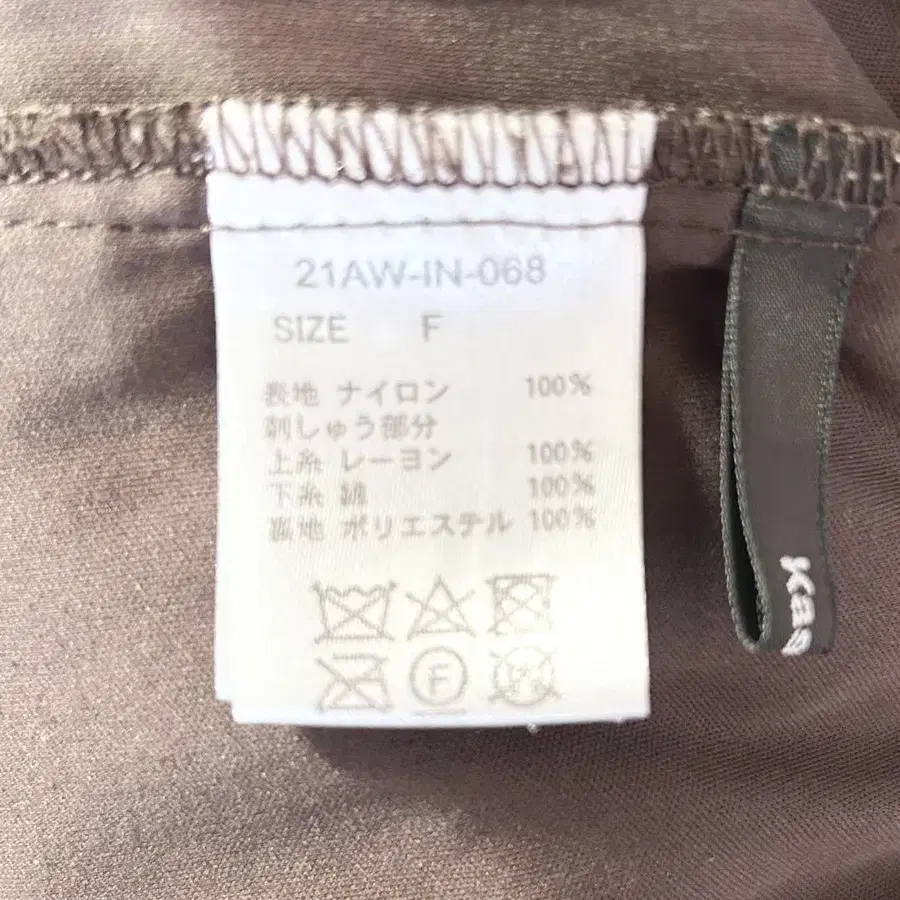 21AW-IN-068
SIZE F
表地 ナイロン 100%
刺しゅう部分
上糸 レーヨン 100%
下糸 綿 100%
裏地 ポリエステル 100%
F
W